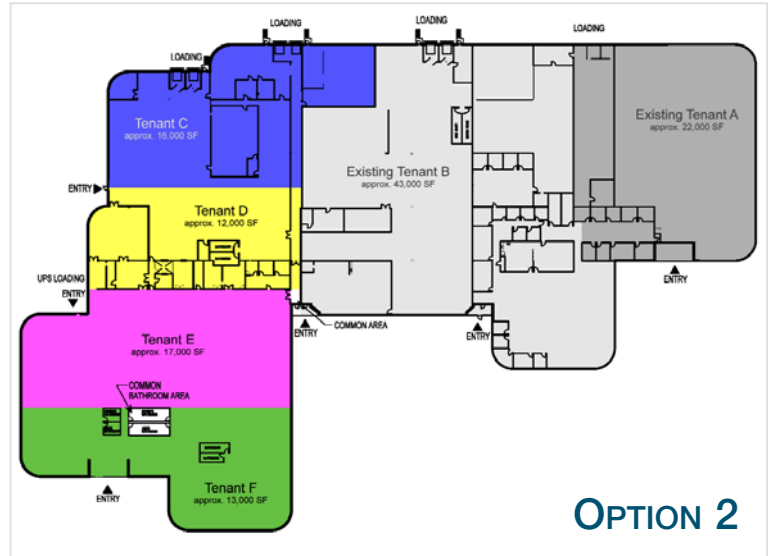 LOADING
LOADING
LOADING
LOADING
Tenant C
approx. 16,000 SF
Existing Tenant A
approx. 22,000 SF
Existing Tenant B
approx. 43,000 SF
ENTRY
Tenant D
approx. 12,000 SF
UPS LOADING
ENTRY
ENTRY
COMMON AREA
ENTRY
ENTRY
Tenant E
approx. 17,000 SF
COMMON
BATHROOM AREA
ENTRY
Tenant F
approx. 13,000 SF
OPTION 2